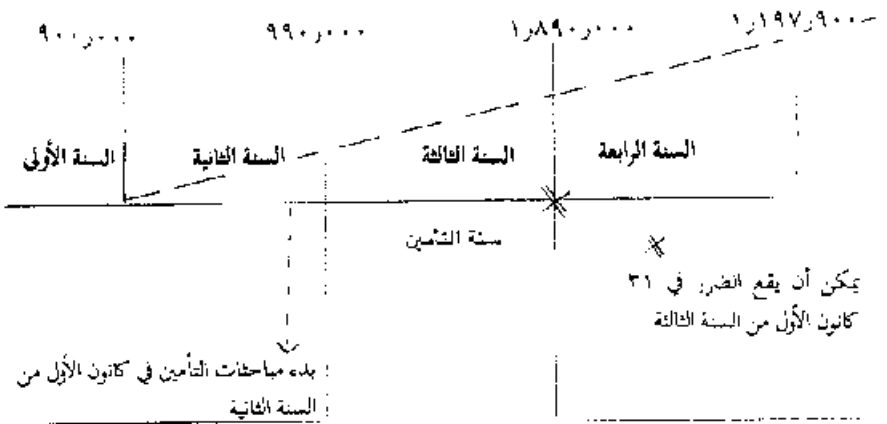 ٩٠٠٫٠٠٠ ٩٩٠٫٠٠٠ ١٫٨٩٠٫٠٠٠ ١٫١٩٧٫٩٠٠
السنة الأولى السنة الثانية السنة الثالثة السنة الرابعة
سنة التأمين
يمكن أن يقع الضرر في ٣١
كانون الأول من السنة الثالثة
بدء مباحثات التأمين في كانون الأول من
السنة الثانية